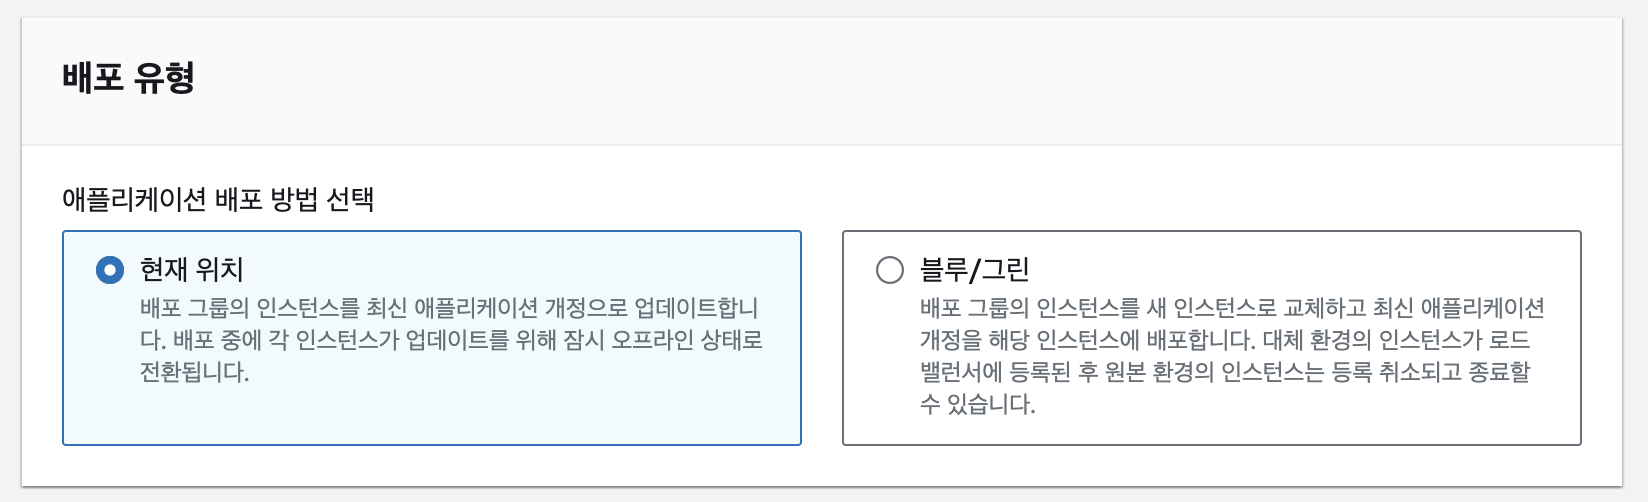 배포 유형
애플리케이션 배포 방법 선택
현재 위치
배포 그룹의 인스턴스를 최신 애플리케이션 개정으로 업데이트합니
다. 배포 중에 각 인스턴스가 업데이트를 위해 잠시 오프라인 상태로
전환됩니다.
블루/그린
배포 그룹의 인스턴스를 새 인스턴스로 교체하고 최신 애플리케이션
개정을 해당 인스턴스에 배포합니다. 대체 환경의 인스턴스가 로드
밸런서에 등록된 후 원본 환경의 인스턴스는 등록 취소되고 종료할
수 있습니다.